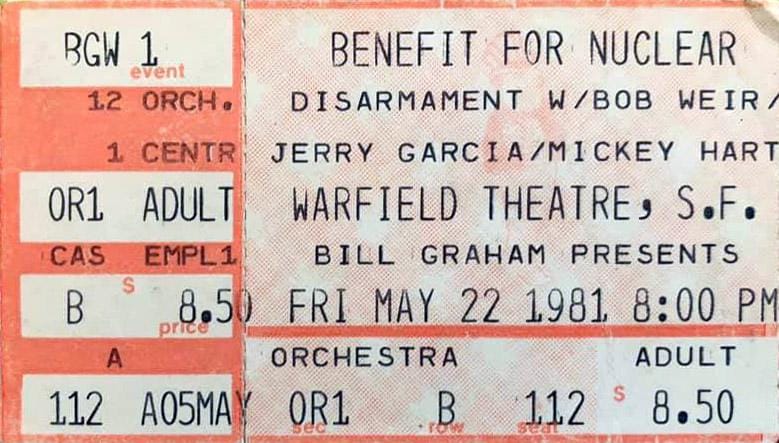 BGW 1
event
12 ORCH.
1 CENTR
OR1 ADULT
CAS EMPL1
$
B 8.50
price
A
112 A05MAY
BENEFIT FOR NUCLEAR
DISARMAMENT W/BOB WEIR/
JERRY GARCIA/MICKEY HART
WARFIELD THEATRE, S.F.
BILL GRAHAM PRESENTS
FRI MAY 22 1981 8:00 PM
ORCHESTRA ADULT
OR1 B 112 $ 8.50
sec row seat